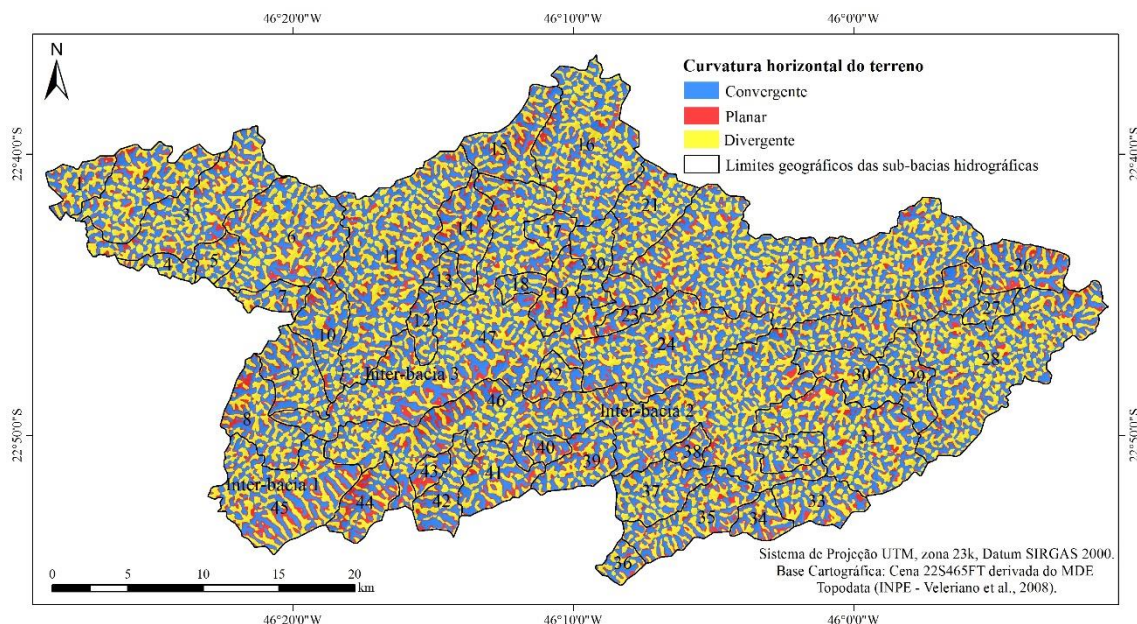 46°20'0"W 46°10'0"W 46°0'0"W
N
Curvatura horizontal do terreno
Convergente
Planar
Divergente
Limites geográficos das sub-bacias hidrográficas
22°40'0"S 22°40'0"S
15
16
1
2
3
21
14
17
6
11
4
5
20
26
13
25
7
18
19
27
12
23
10
47
24
28
9
Inter-bacia 3
22
30
29
46
8
Inter-bacia 2
22°50'0"S 22°50'0"S
31
40
38
32
43
41
39
Inter-bacia 1
37
44
42
33
45
35
34
36
Sistema de Projeção UTM, zona 23k, Datum SIRGAS 2000.
Base Cartográfica: Cena 22S465FT derivada do MDE
Topodata (INPE - Veleriano et al., 2008).
0 5 10 15 20
km
46°20'0"W 46°10'0"W 46°0'0"W